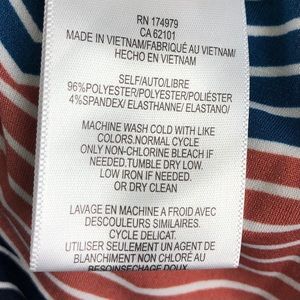 RN 174979
CA 62101
MADE IN VIETNAM/FABRIQUÉ AU VIETNAM/
HECHO EN VIETNAM
SELF/AUTO/LIBRE
96%POLYESTER/POLYESTER/POLIÉSTER
4%SPANDEX/ ELASTHANNE/ ELASTANO/
MACHINE WASH COLD WITH LIKE
COLORS.NORMAL CYCLE
ONLY NON-CHLORINE BLEACH IF
NEEDED.TUMBLE DRY LOW.
LOW IRON IF NEEDED.
OR DRY CLEAN
LAVAGE EN MACHINE A FROID AVEC
DESCOULEURS SIMILAIRES.
CYCLE DELICAT.
UTILISER SEULEMENT UN AGENT DE
BLANCHIMENT NON CHLORÉ AU
BESOINSECHAGE DOUX